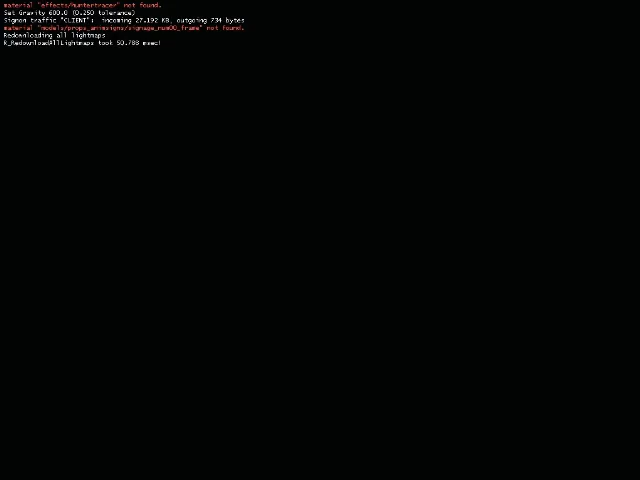 material "effects/huntertracer" not found.
Set Gravity 600.0 (0.250 tolerance)
Signon traffic "CLIENT":  incoming 27.192 KB, outgoing 734 bytes
material "models/props_animsigns/signage_num00_frame" not found.
Redownloading all lightmaps
R_RedownloadAllLightmaps took 50.788 msec!